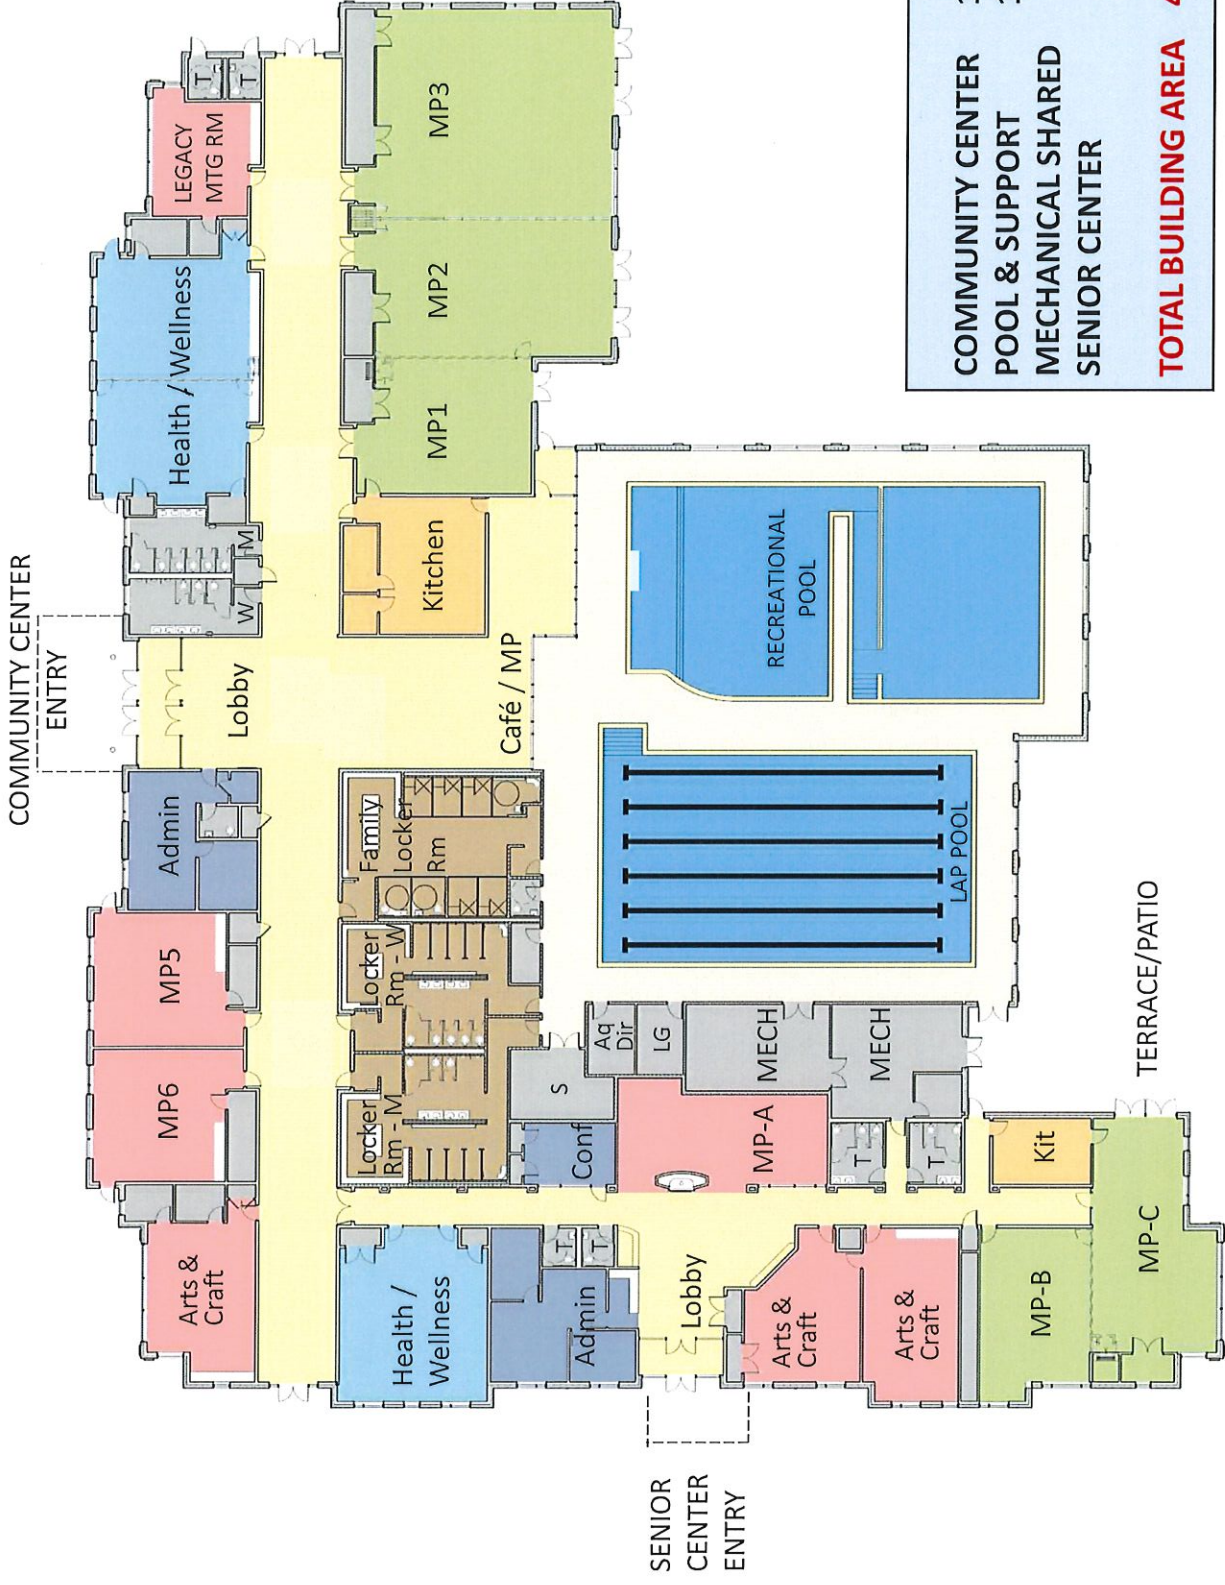 COMMUNITY CENTER
ENTRY
Arts &
Craft
MP6
MP5
Admin
Lobby
W
M
Health / Wellness
LEGACY
MTG RM
T
T
Health /
Wellness
Locker
Rm - M
Locker
Rm - W
Family
Locker
Rm
Café / MP
Kitchen
MP1
MP2
MP3
SENIOR
CENTER
ENTRY
Admin
T
T
Lobby
Conf
S
Aq
Dir
LG
MP-A
MECH
MECH
T
T
Arts &
Craft
Arts &
Craft
MP-B
MP-C
Kit
TERRACE/PATIO
LAP POOL
RECREATIONAL
POOL
COMMUNITY CENTER
POOL & SUPPORT
MECHANICAL SHARED
SENIOR CENTER
TOTAL BUILDING AREA